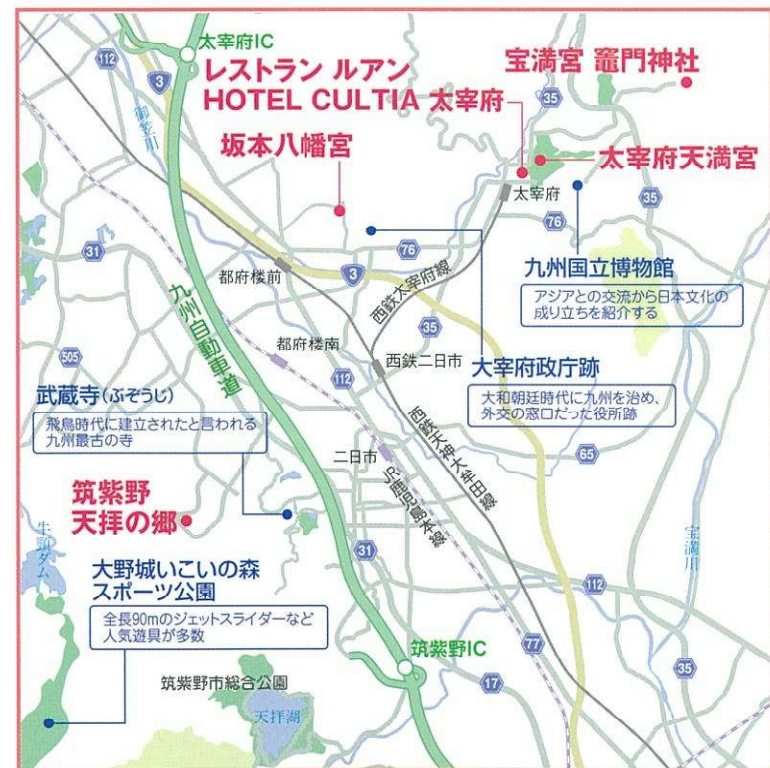 太宰府IC
112
3
御笠川
レストラン ルアン
HOTEL CULTIA 太宰府
宝満宮 竈門神社
35
坂本八幡宮
太宰府天満宮
太宰府
35
76
76
31
都府楼前
3
西鉄太宰府線
九州国立博物館
アジアとの交流から日本文化の
成り立ちを紹介する
九州自動車道
都府楼南
35
505
112
西鉄二日市
大宰府政庁跡
大和朝廷時代に九州を治め、
外交の窓口だった役所跡
武蔵寺(ぶぞうじ)
飛鳥時代に建立されたと言われる
九州最古の寺
二日市
西鉄天神大牟田線
JR鹿児島本線
65
筑紫野
天拝の郷
牛頸ダム
宝満川
31
大野城いこいの森
スポーツ公園
全長90mのジェットスライダーなど
人気遊具が多数
112
筑紫野IC
77
35
17
筑紫野市総合公園
天拝湖